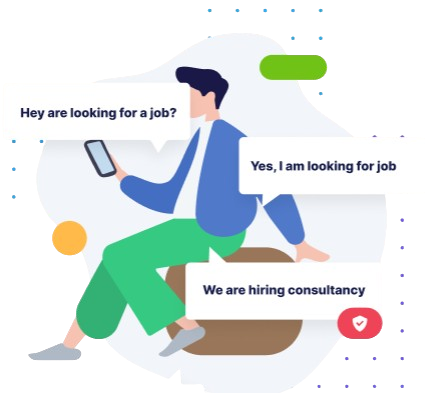 Hey are looking for a job?
Yes, I am looking for job
We are hiring consultancy